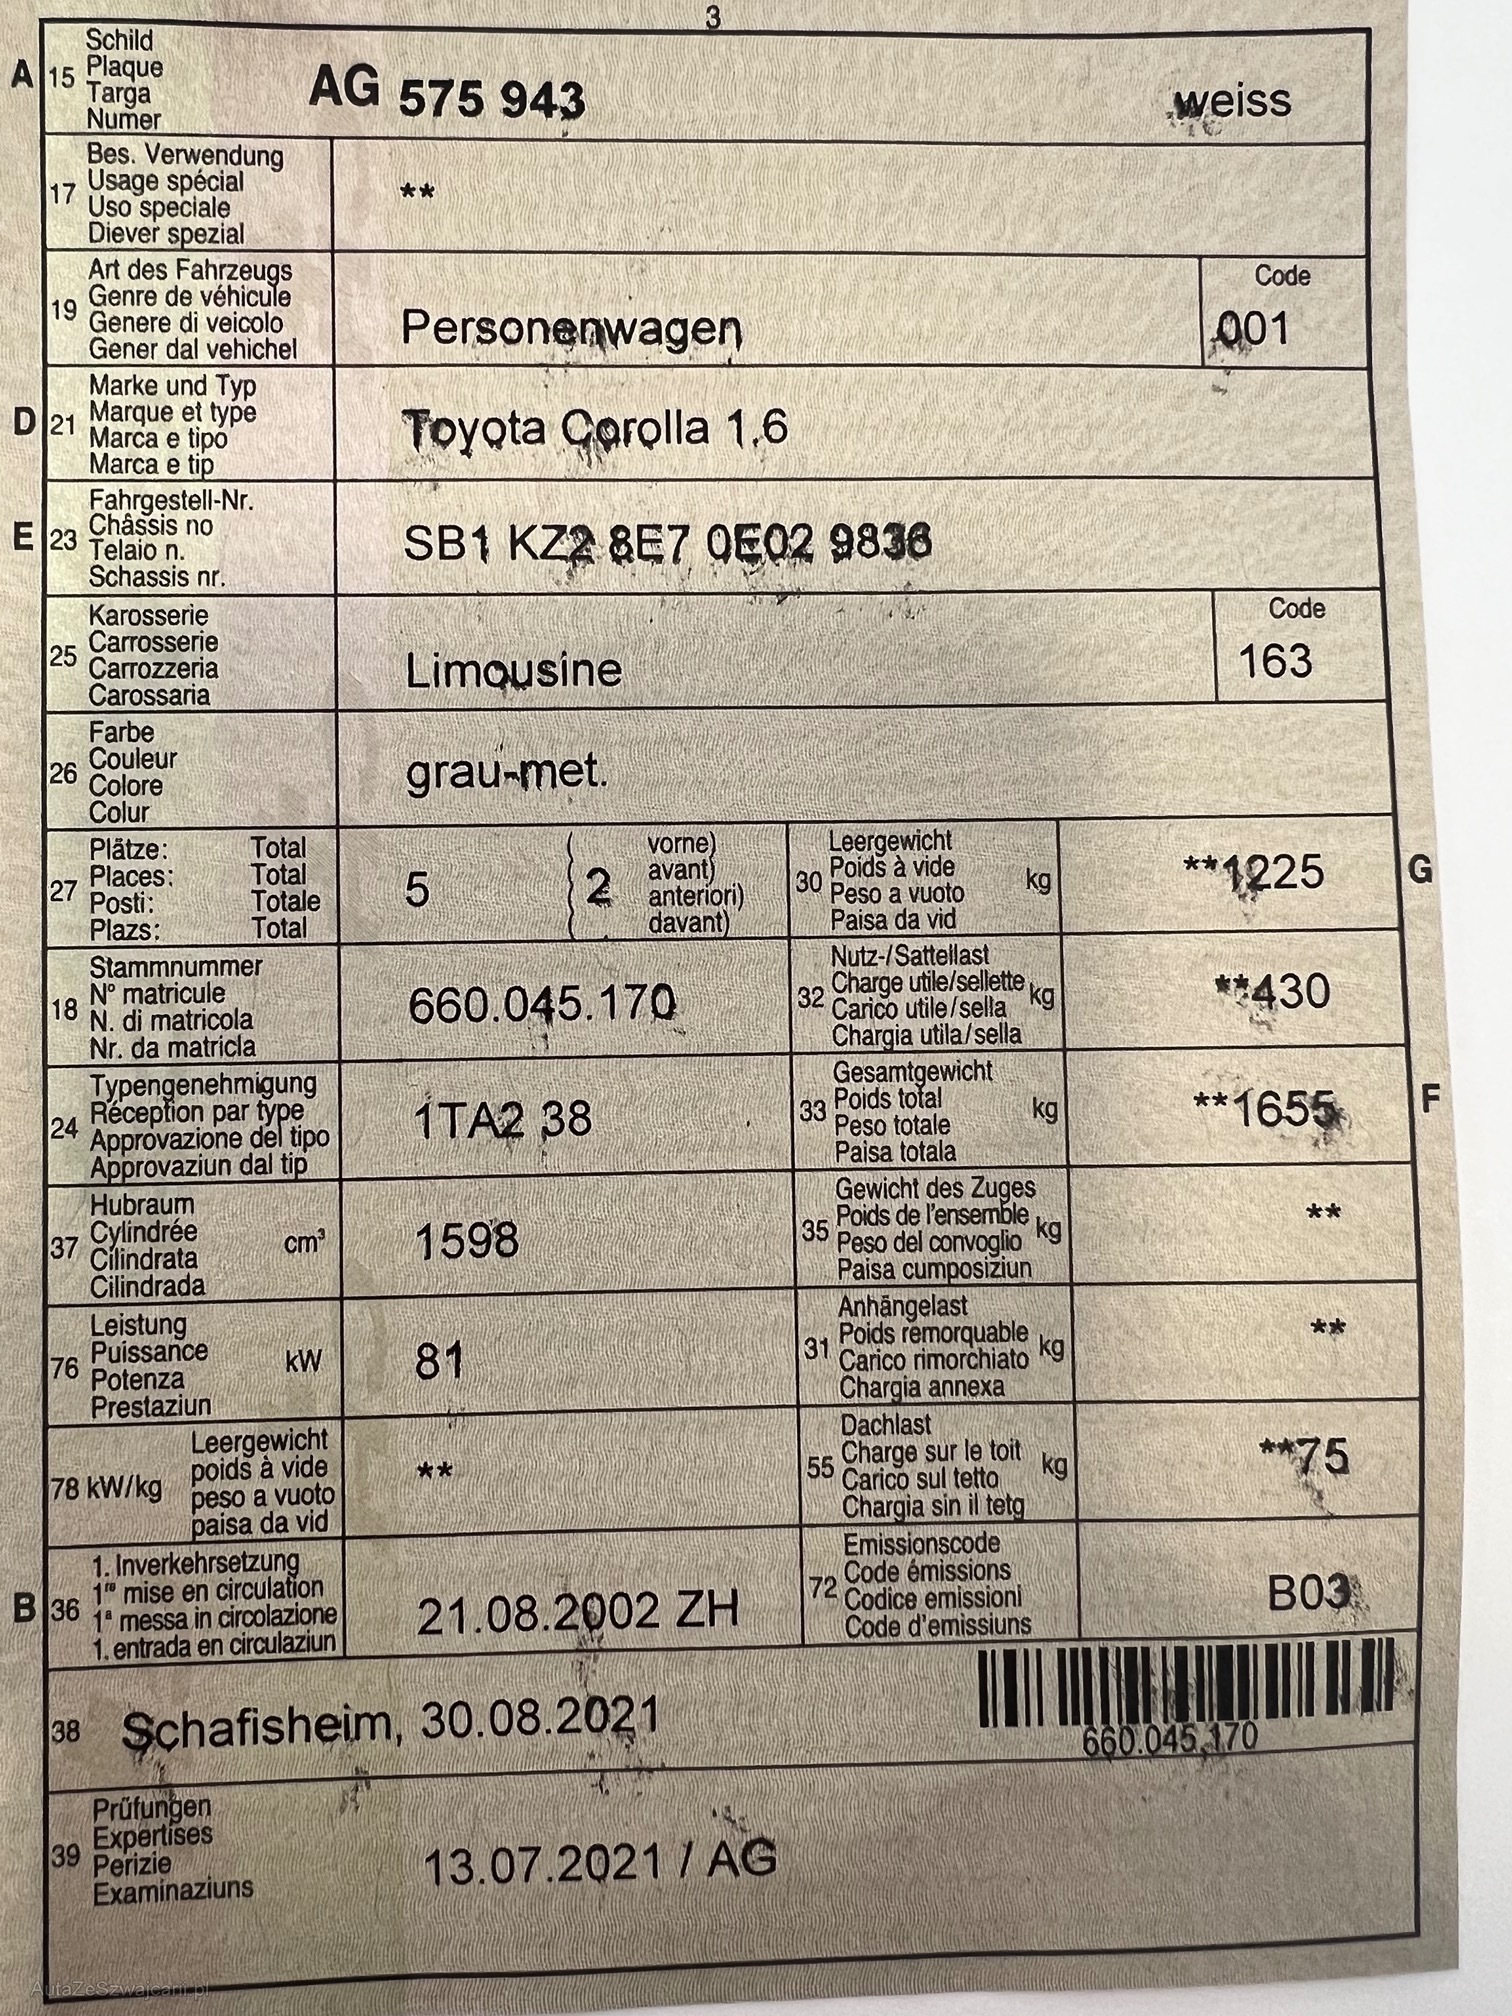 3
A 15 Schild
Plaque
Targa
Numer
AG 575 943 weiss
17 Bes. Verwendung
Usage spécial
Uso speciale
Diever spezial
**
19 Art des Fahrzeugs
Genre de véhicule
Genere di veicolo
Gener dal vehichel
Personenwagen
Code
001
D 21 Marke und Typ
Marque et type
Marca e tipo
Marca e tip
Toyota Corolla 1.6
E 23 Fahrgestell-Nr.
Châssis no
Telaio n.
Schassis nr.
SB1 KZ2 8E7 0E02 9836
25 Karosserie
Carrosserie
Carrozzeria
Carossaria
Limousine
Code
163
26 Farbe
Couleur
Colore
Colur
grau-met.
27 Plätze: Total
Places: Total
Posti: Totale
Plazs: Total
5 ( 2 vorne)
avant)
anteriori)
davant)
30 Leergewicht
Poids à vide
Peso a vuoto
Paisa da vid
kg
**1225 G
18 Stammnummer
N° matricule
N. di matricola
Nr. da matricla
660.045.170
32 Nutz-/Sattellast
Charge utile/sellette
Carico utile/sella
Chargia utila/sella
kg
**430
24 Typengenehmigung
Réception par type
Approvazione del tipo
Approvaziun dal tip
1TA2 38
33 Gesamtgewicht
Poids total
Peso totale
Paisa totala
kg
**1655 F
37 Hubraum
Cylindrée
Cilindrata
Cilindrada
cm³
1598
35 Gewicht des Zuges
Poids de l'ensemble
Peso del convoglio
Paisa cumposiziun
kg
**
76 Leistung
Puissance
Potenza
Prestaziun
kW
81
31 Anhängelast
Poids remorquable
Carico rimorchiato
Chargia annexa
kg
**
78 kW/kg Leergewicht
poids à vide
peso a vuoto
paisa da vid
**
55 Dachlast
Charge sur le toit
Carico sul tetto
Chargia sin il tetg
kg
**75
B 36 1. Inverkehrsetzung
1re mise en circulation
1a messa in circolazione
1. entrada en circulaziun
21.08.2002 ZH
72 Emissionscode
Code émissions
Codice emissioni
Code d'emissiuns
B03
38 Schafisheim, 30.08.2021
660.045.170
39 Prüfungen
Expertises
Perizie
Examinaziuns
13.07.2021 / AG
AutaZeSzwajcarii.pl